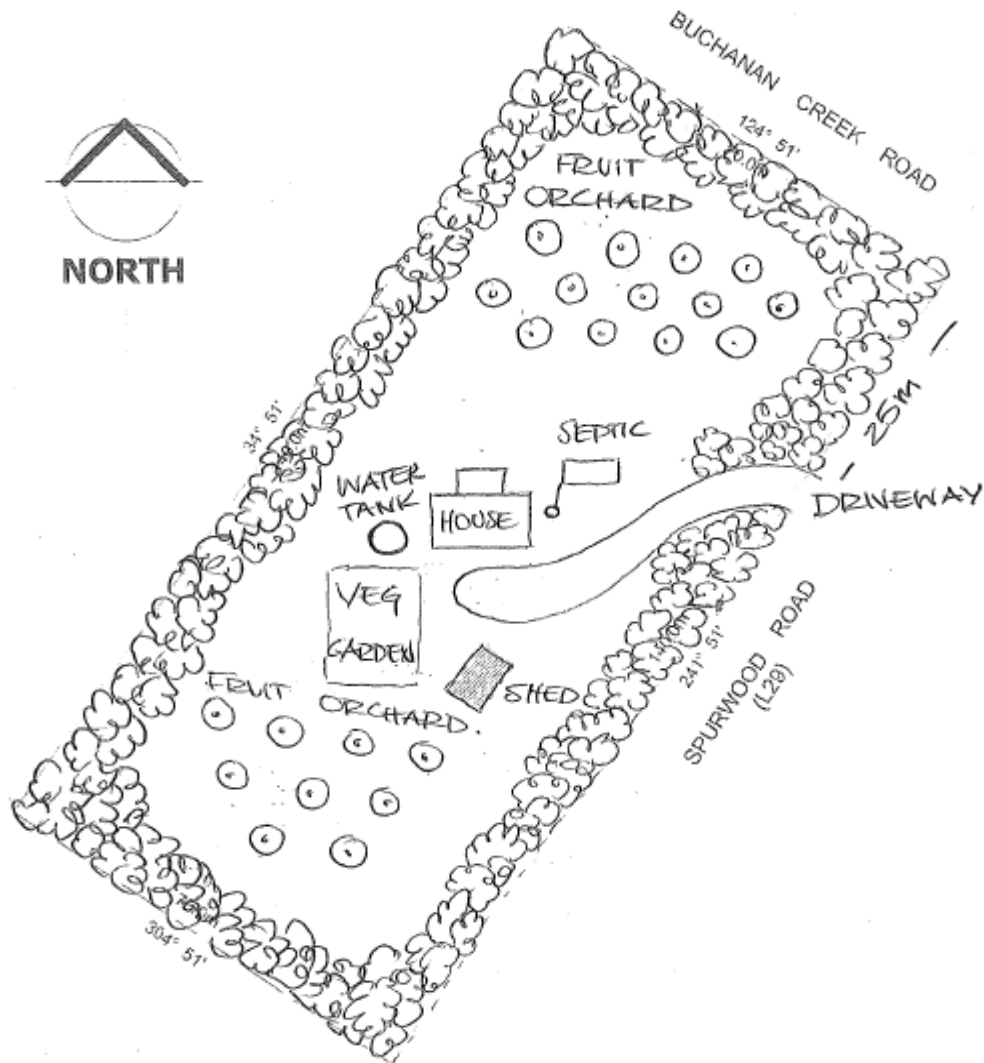 BUCHANAN CREEK ROAD
124° 51'
NORTH
FRUIT
ORCHARD
25m
34° 51'
SEPTIC
WATER
TANK
HOUSE
DRIVEWAY
VEG
GARDEN
241° 51'
SPURWOOD ROAD
(L29)
SHED
FRUIT
ORCHARD.
304° 51'